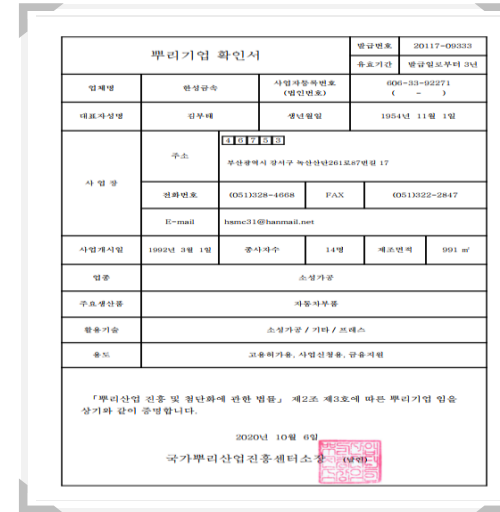 뿌리기업 확인서
발급번호 20117-09333
유효기간 발급일로부터 3년
업체명 한성금속 사업자등록번호 (법인번호) 606-33-92271 ( - )
대표자성명 김부태 생년월일 1954년 11월 1일
사 업 장
주소 46753
부산광역시 강서구 녹산산단261로87번길 17
전화번호 (051)328-4668 FAX (051)322-2847
E-mail hsmc31@hanmail.net
사업개시일 1992년 3월 1일 종사자수 14명 제조면적 991 ㎡
업종 소성가공
주요생산품 자동차부품
활용기술 소성가공 / 기타 / 프레스
용도 고용허가용, 사업신청용, 금융지원
「뿌리산업 진흥 및 첨단화에 관한 법률」 제2조 제3호에 따른 뿌리기업 임을
상기와 같이 증명합니다.
2020년 10월 6일
국가뿌리산업진흥센터소장